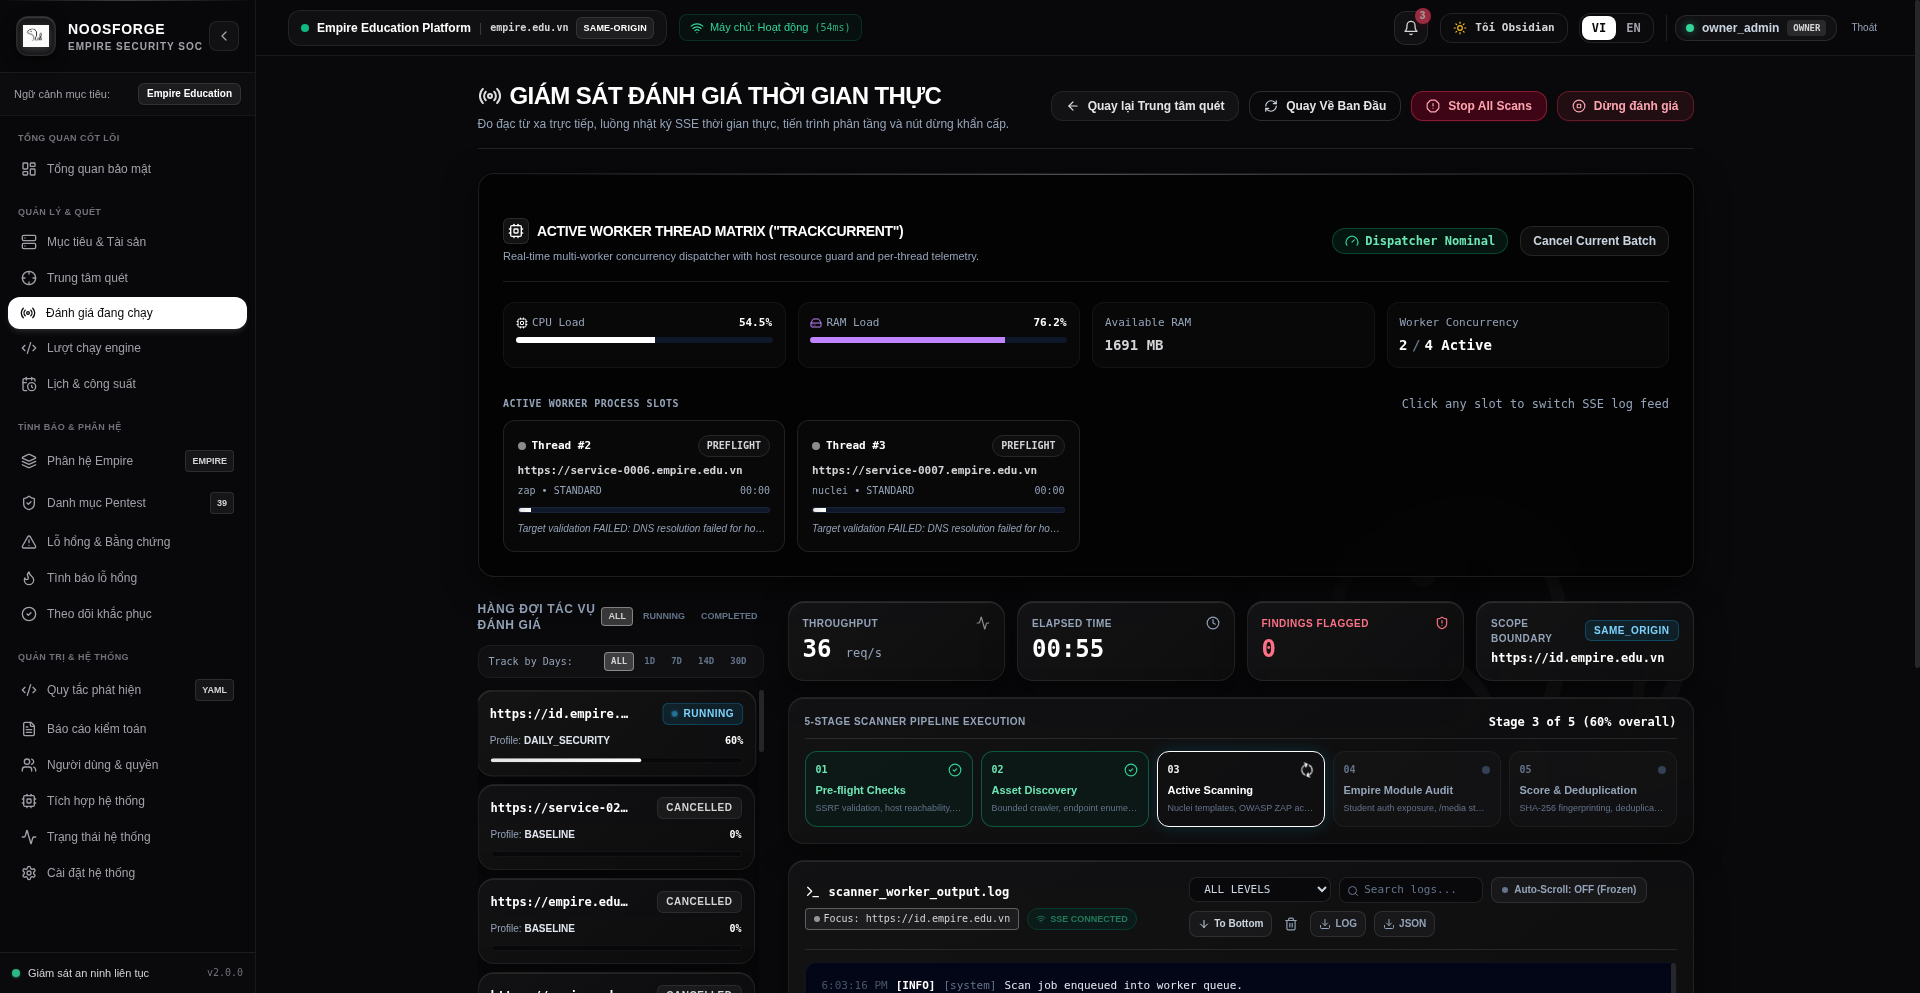 NOOSFORGE
EMPIRE SECURITY SOC
Empire Education Platform | empire.edu.vn SAME-ORIGIN
Máy chủ: Hoạt động (54ms)
3
Tối Obsidian
VI EN
owner_admin OWNER
Thoát
Ngữ cảnh mục tiêu: Empire Education
TỔNG QUAN CỐT LÕI
Tổng quan bảo mật
QUẢN LÝ & QUÉT
Mục tiêu & Tài sản
Trung tâm quét
Đánh giá đang chạy
Lượt chạy engine
Lịch & công suất
TÌNH BÁO & PHÂN HỆ
Phân hệ Empire EMPIRE
Danh mục Pentest 39
Lỗ hổng & Bằng chứng
Tình báo lỗ hổng
Theo dõi khắc phục
QUẢN TRỊ & HỆ THỐNG
Quy tắc phát hiện YAML
Báo cáo kiểm toán
Người dùng & quyền
Tích hợp hệ thống
Trạng thái hệ thống
Cài đặt hệ thống
Giám sát an ninh liên tục v2.0.0
GIÁM SÁT ĐÁNH GIÁ THỜI GIAN THỰC
Đo đạc từ xa trực tiếp, luồng nhật ký SSE thời gian thực, tiến trình phân tầng và nút dừng khẩn cấp.
Quay lại Trung tâm quét
Quay Về Ban Đầu
Stop All Scans
Dừng đánh giá
ACTIVE WORKER THREAD MATRIX ("TRACKCURRENT")
Real-time multi-worker concurrency dispatcher with host resource guard and per-thread telemetry.
Dispatcher Nominal
Cancel Current Batch
CPU Load 54.5%
RAM Load 76.2%
Available RAM
1691 MB
Worker Concurrency
2 / 4 Active
ACTIVE WORKER PROCESS SLOTS
Click any slot to switch SSE log feed
Thread #2 PREFLIGHT
https://service-0006.empire.edu.vn
zap • STANDARD 00:00
Target validation FAILED: DNS resolution failed for ho…
Thread #3 PREFLIGHT
https://service-0007.empire.edu.vn
nuclei • STANDARD 00:00
Target validation FAILED: DNS resolution failed for ho…
HÀNG ĐỢI TÁC VỤ
ĐÁNH GIÁ
ALL RUNNING COMPLETED
Track by Days: ALL 1D 7D 14D 30D
https://id.empire.… RUNNING
Profile: DAILY_SECURITY 60%
https://service-02… CANCELLED
Profile: BASELINE 0%
https://empire.edu… CANCELLED
Profile: BASELINE 0%
CANCELLED
THROUGHPUT
36 req/s
ELAPSED TIME
00:55
FINDINGS FLAGGED
0
SCOPE
BOUNDARY
SAME_ORIGIN
https://id.empire.edu.vn
5-STAGE SCANNER PIPELINE EXECUTION
Stage 3 of 5 (60% overall)
01
Pre-flight Checks
SSRF validation, host reachability,…
02
Asset Discovery
Bounded crawler, endpoint enume…
03
Active Scanning
Nuclei templates, OWASP ZAP ac…
04
Empire Module Audit
Student auth exposure, /media st…
05
Score & Deduplication
SHA-256 fingerprinting, deduplica…
>_ scanner_worker_output.log
Focus: https://id.empire.edu.vn
SSE CONNECTED
ALL LEVELS
Search logs...
Auto-Scroll: OFF (Frozen)
To Bottom
LOG
JSON
6:03:16 PM [INFO] [system] Scan job enqueued into worker queue.